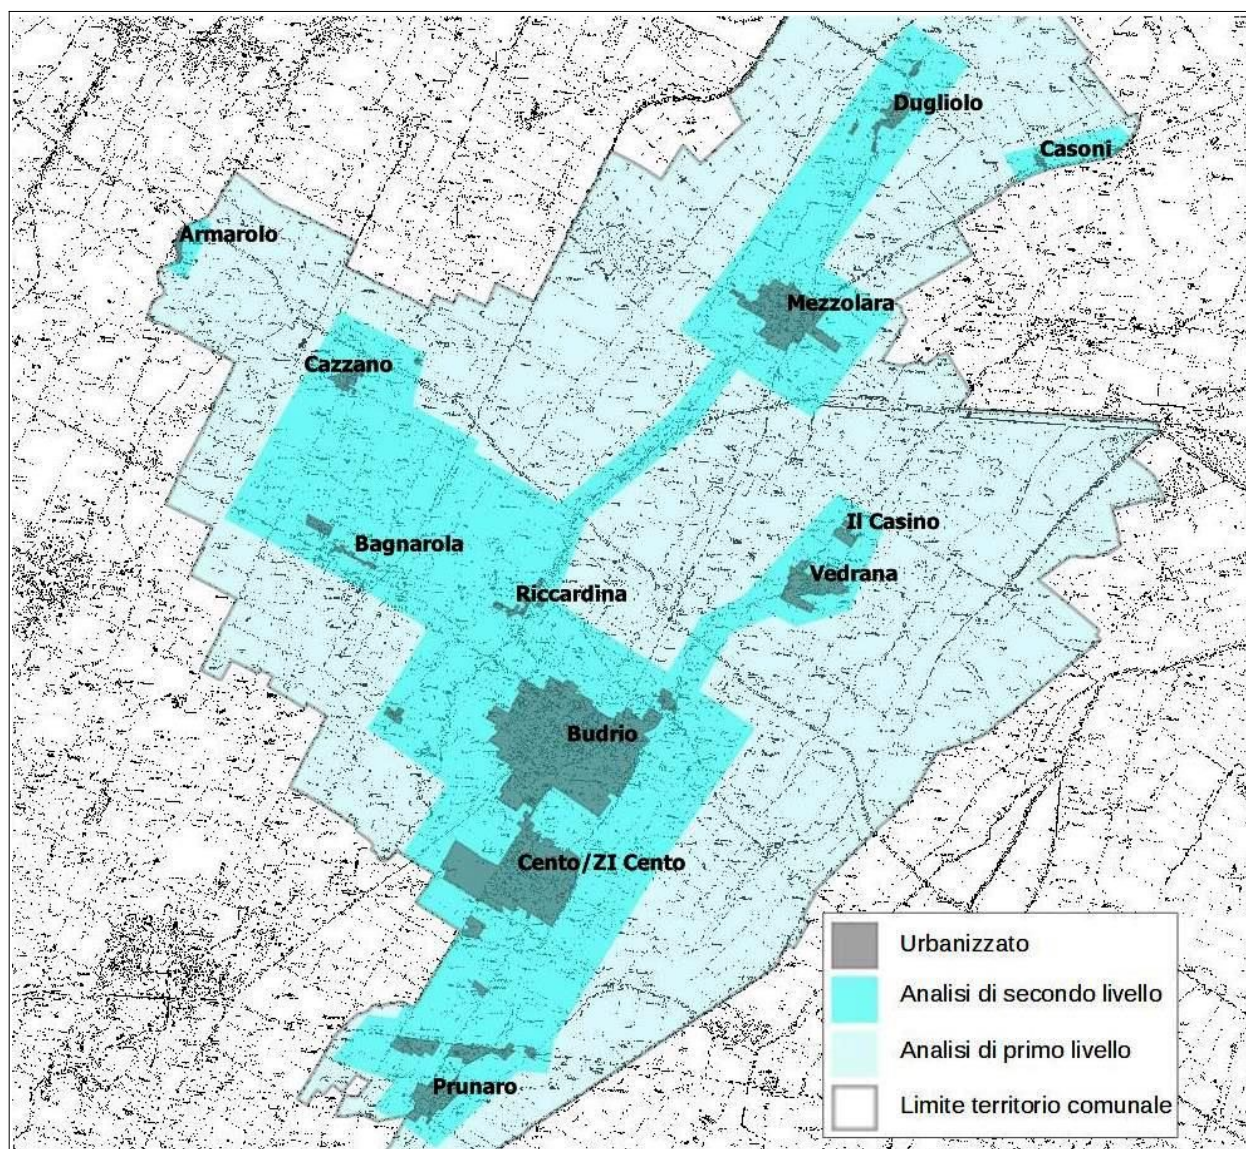 Dugliolo
Casoni
Armarolo
Mezzolara
Cazzano
Il Casino
Bagnarola
Vedrana
Riccardina
Budrio
Cento/ZI Cento
Prunaro
Urbanizzato
Analisi di secondo livello
Analisi di primo livello
Limite territorio comunale